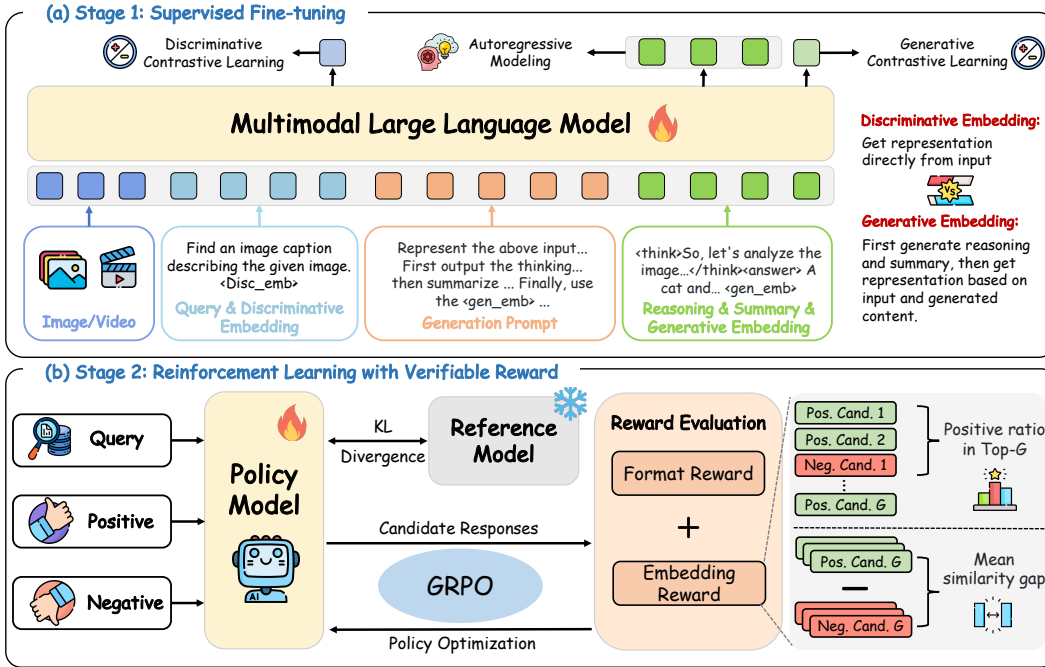 (a) Stage 1: Supervised Fine-tuning
Discriminative
Contrastive Learning
Autoregressive
Modeling
Generative
Contrastive Learning
Multimodal Large Language Model
Discriminative Embedding:
Get representation
directly from input
VS
Generative Embedding:
First generate reasoning
and summary, then get
representation based on
input and generated
content.
Image/Video
Find an image caption
describing the given image.
<Disc_emb>
Query & Discriminative
Embedding
Represent the above input...
First output the thinking...
then summarize ... Finally, use
the <gen_emb> ...
Generation Prompt
<think>So, let's analyze the
image...</think><answer> A
cat and... <gen_emb>
Reasoning & Summary &
Generative Embedding
(b) Stage 2: Reinforcement Learning with Verifiable Reward
Query
Positive
Negative
Policy
Model
AI
KL
Divergence
Reference
Model
Candidate Responses
GRPO
Policy Optimization
Reward Evaluation
Format Reward
+
Embedding
Reward
Pos. Cand. 1
Pos. Cand. 2
Neg. Cand. 1
Pos. Cand. G
Positive ratio
in Top-G
Pos. Cand. G
Neg. Cand. G
Mean
similarity gap